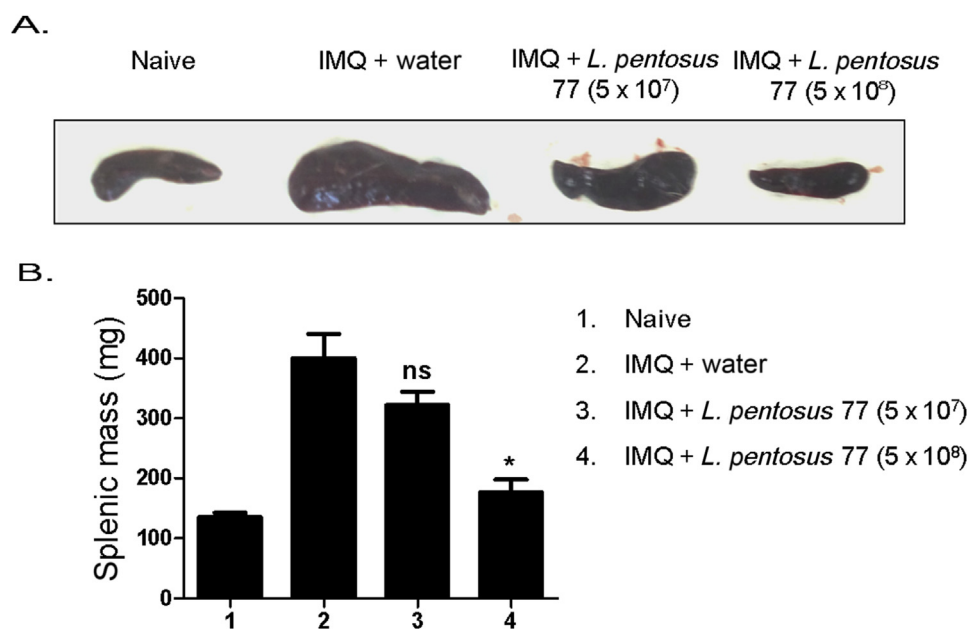 A.
Naive
IMQ + water
IMQ + L. pentosus
77 (5 x 10⁷)
IMQ + L. pentosus
77 (5 x 10⁸)
B.
Splenic mass (mg)
500
400
300
200
100
0
ns
*
1 2 3 4
1. Naive
2. IMQ + water
3. IMQ + L. pentosus 77 (5 x 10⁷)
4. IMQ + L. pentosus 77 (5 x 10⁸)